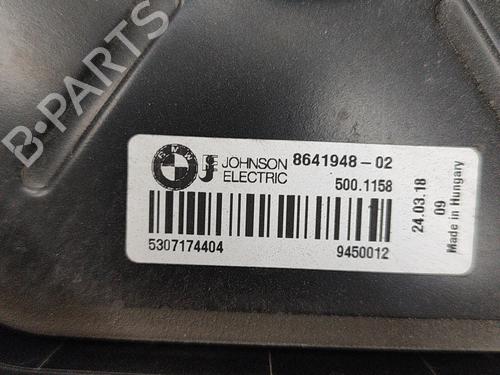 B-PARTS
BMW
JOHNSON
ELECTRIC
8641948-02
500.1158
5307174404
9450012
24.03.18
09
Made in Hungary